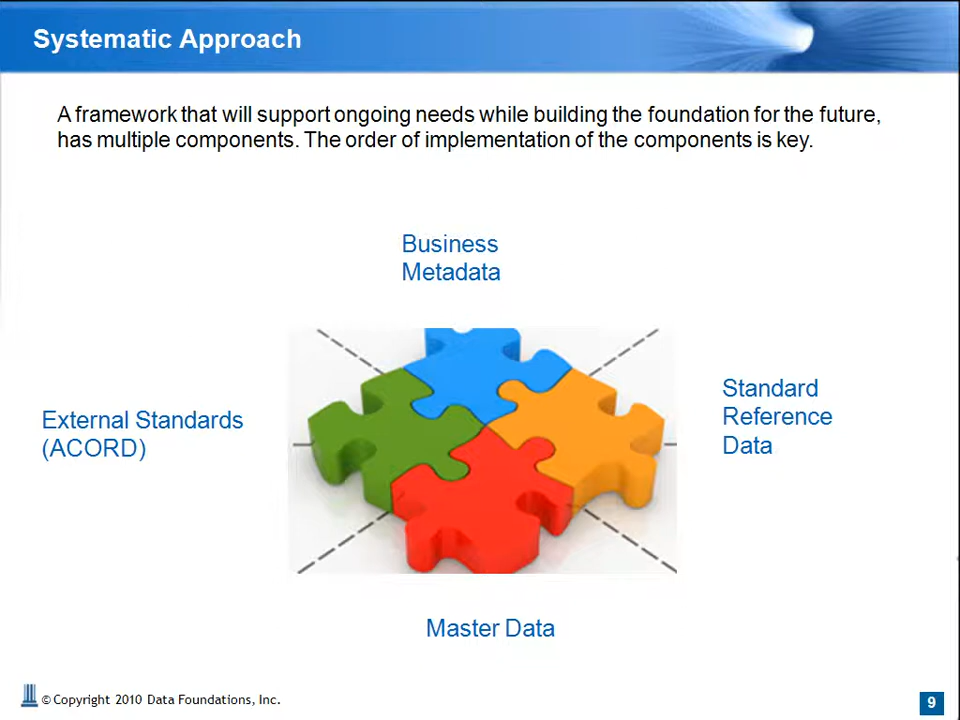 Systematic Approach
A framework that will support ongoing needs while building the foundation for the future,
has multiple components. The order of implementation of the components is key.
Business
Metadata
External Standards
(ACORD)
Standard
Reference
Data
Master Data
© Copyright 2010 Data Foundations, Inc.
9